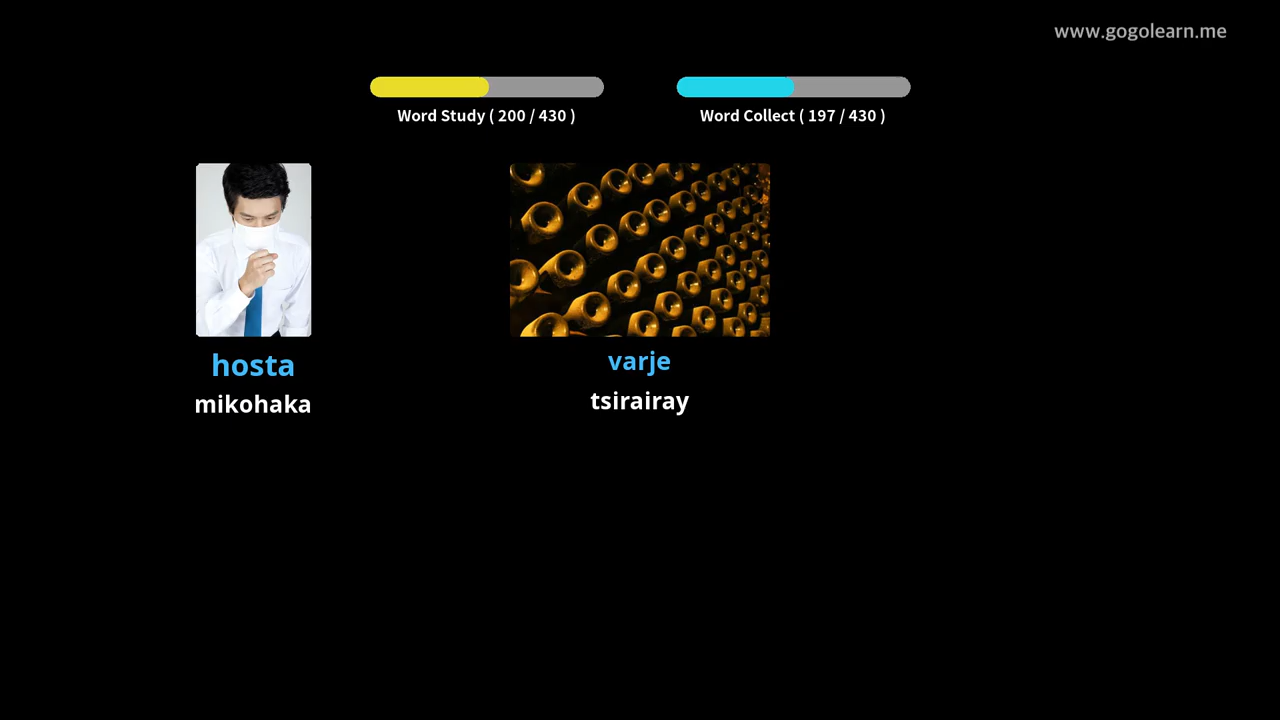 www.gogolearn.me
Word Study ( 200 / 430 )
Word Collect ( 197 / 430 )
hosta
mikohaka
varje
tsirairay